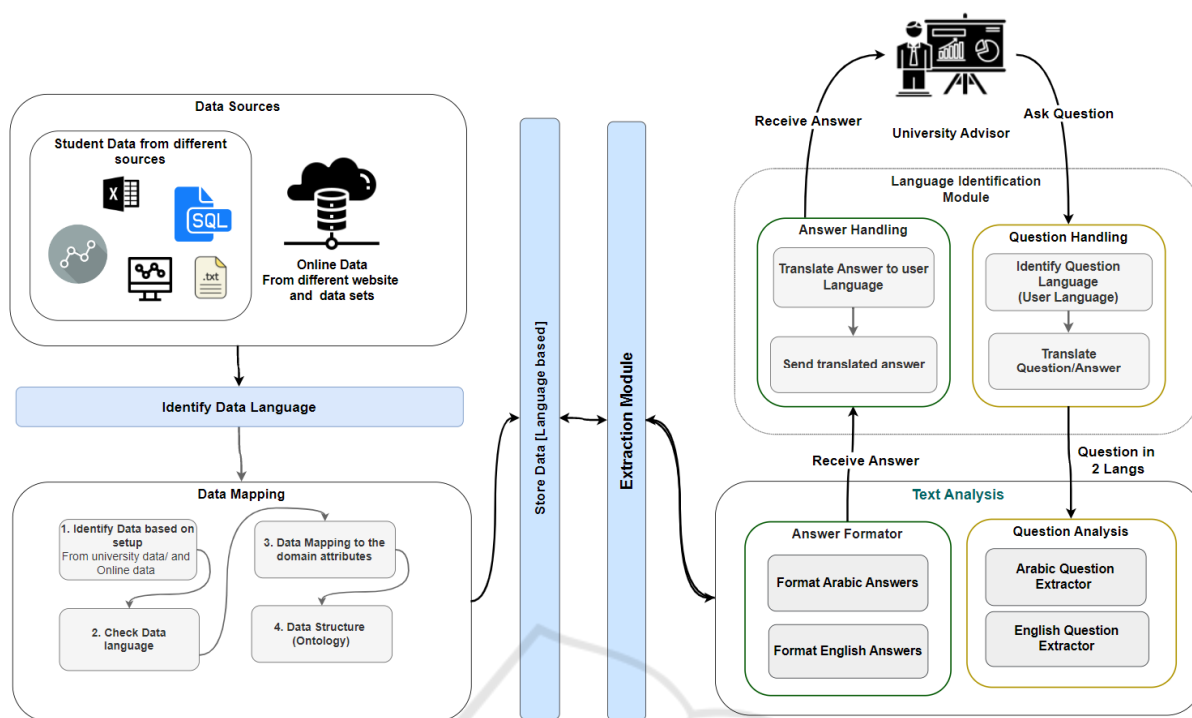 Data Sources
Student Data from different
sources
X
SQL
.txt
Online Data
From different website
and data sets
Identify Data Language
Data Mapping
1. Identify Data based on
setup
From university data/ and
Online data
2. Check Data
language
3. Data Mapping to the
domain attributes
4. Data Structure
(Ontology)
Store Data [Language based]
Extraction Module
Receive Answer
University Advisor
Ask Question
Language Identification
Module
Answer Handling
Translate Answer to user
Language
Send translated answer
Question Handling
Identify Question
Language
(User Language)
Translate
Question/Answer
Receive Answer
Question in
2 Langs
Text Analysis
Answer Formator
Format Arabic Answers
Format English Answers
Question Analysis
Arabic Question
Extractor
English Question
Extractor